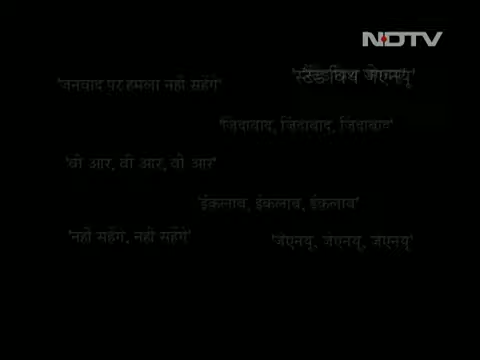 NDTV
'जनवाद पर हमला नहीं सहेंगे'
'स्टैंड विथ जेएनयू'
'जिंदाबाद, जिंदाबाद, जिंदाबाद'
'वी आर, वी आर, वी आर'
'इंकलाब, इंकलाब, इंकलाब'
'नहीं सहेंगे, नहीं सहेंगे'
'जेएनयू, जेएनयू, जेएनयू'